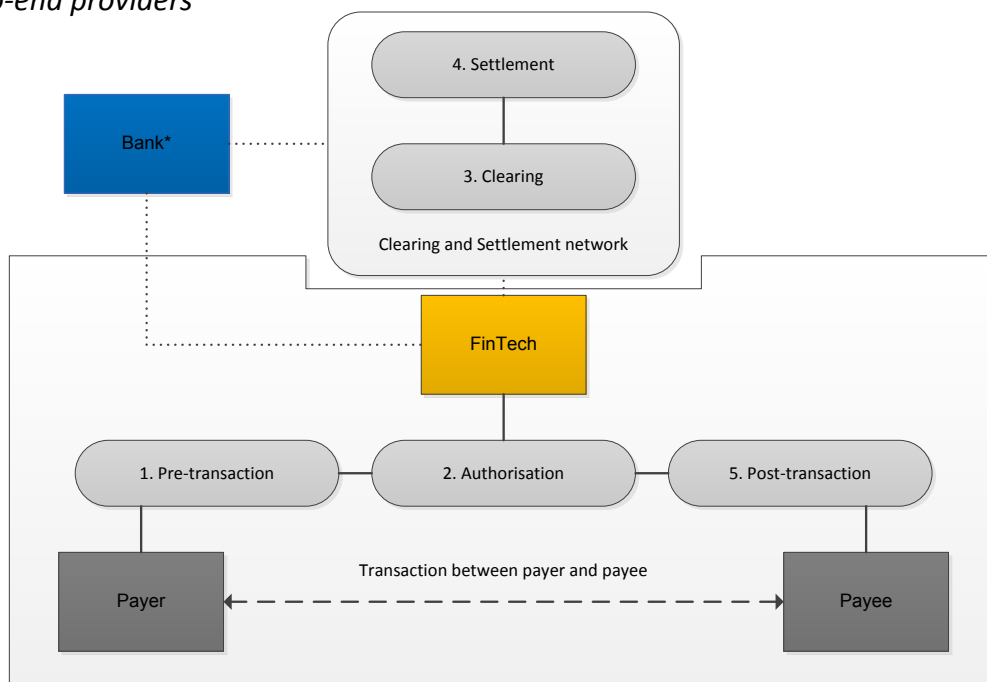 -end providers
4. Settlement
Bank*
3. Clearing
Clearing and Settlement network
FinTech
1. Pre-transaction
2. Authorisation
5. Post-transaction
Transaction between payer and payee
Payer
Payee